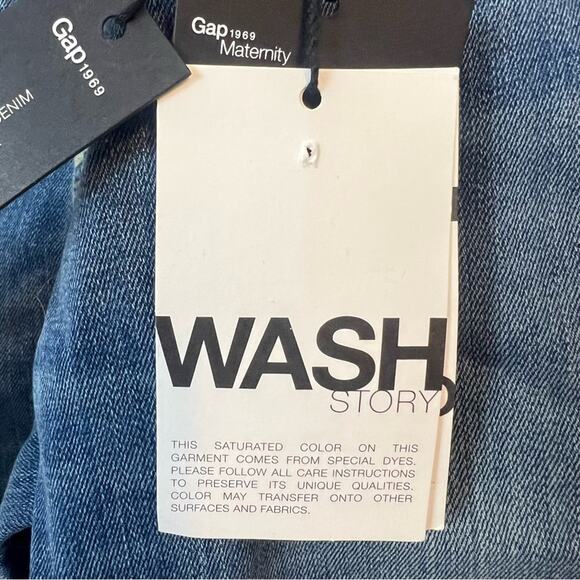 Gap 1969
DENIM
Gap 1969
Maternity
WASH
STORY
THIS SATURATED COLOR ON THIS
GARMENT COMES FROM SPECIAL DYES.
PLEASE FOLLOW ALL CARE INSTRUCTIONS
TO PRESERVE ITS UNIQUE QUALITIES.
COLOR MAY TRANSFER ONTO OTHER
SURFACES AND FABRICS.